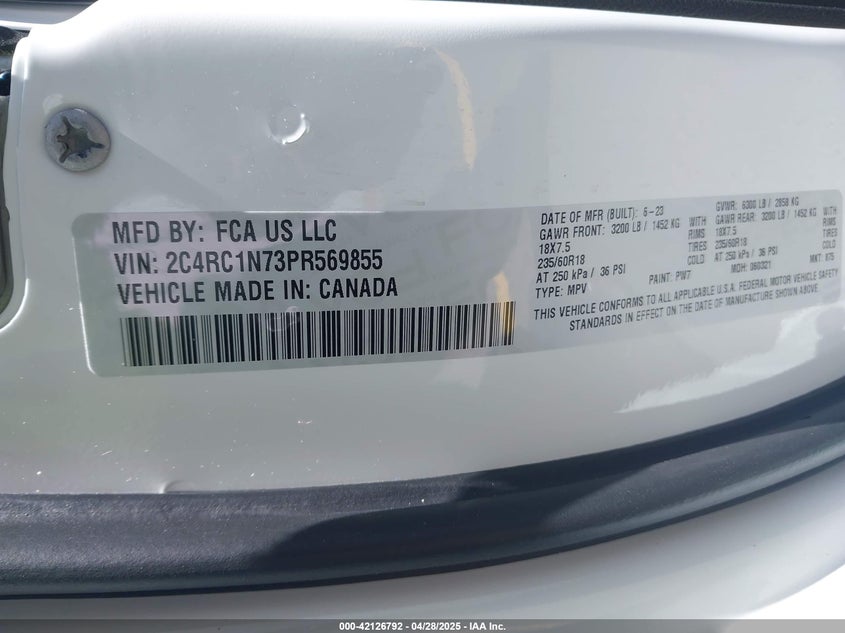 MFD BY: FCA US LLC
VIN: 2C4RC1N73PR569855
VEHICLE MADE IN: CANADA
DATE OF MFR (BUILT): 6-23 GVWR: 6300 LB / 2858 KG
GAWR FRONT: 3200 LB / 1452 KG WITH GAWR REAR: 3200 LB / 1452 KG WITH
18X7.5 RIMS 18X7.5 RIMS
235/60R18 TIRES 235/60R18 TIRES
AT 250 kPa / 36 PSI COLD AT 250 kPa / 36 PSI COLD
TYPE: MPV PAINT: PW7 MDH: 060321 MKT: 875
THIS VEHICLE CONFORMS TO ALL APPLICABLE U.S.A. FEDERAL MOTOR VEHICLE SAFETY
STANDARDS IN EFFECT ON THE DATE OF MANUFACTURE SHOWN ABOVE
000-42126792 04/28/2025 IAA Inc.